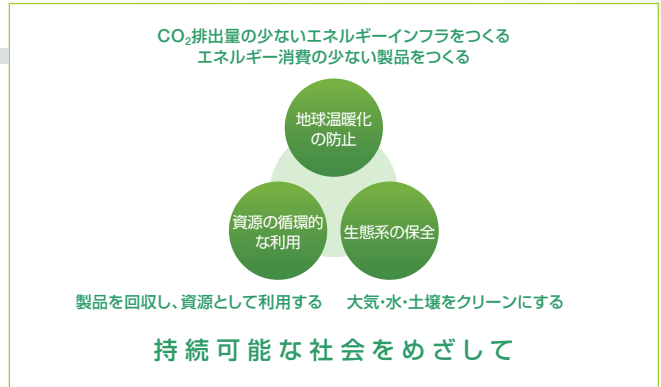 CO₂排出量の少ないエネルギーインフラをつくる
エネルギー消費の少ない製品をつくる
地球温暖化
の防止
資源の循環的
な利用
生態系の保全
製品を回収し、資源として利用する
大気・水・土壌をクリーンにする
持続可能な社会をめざして